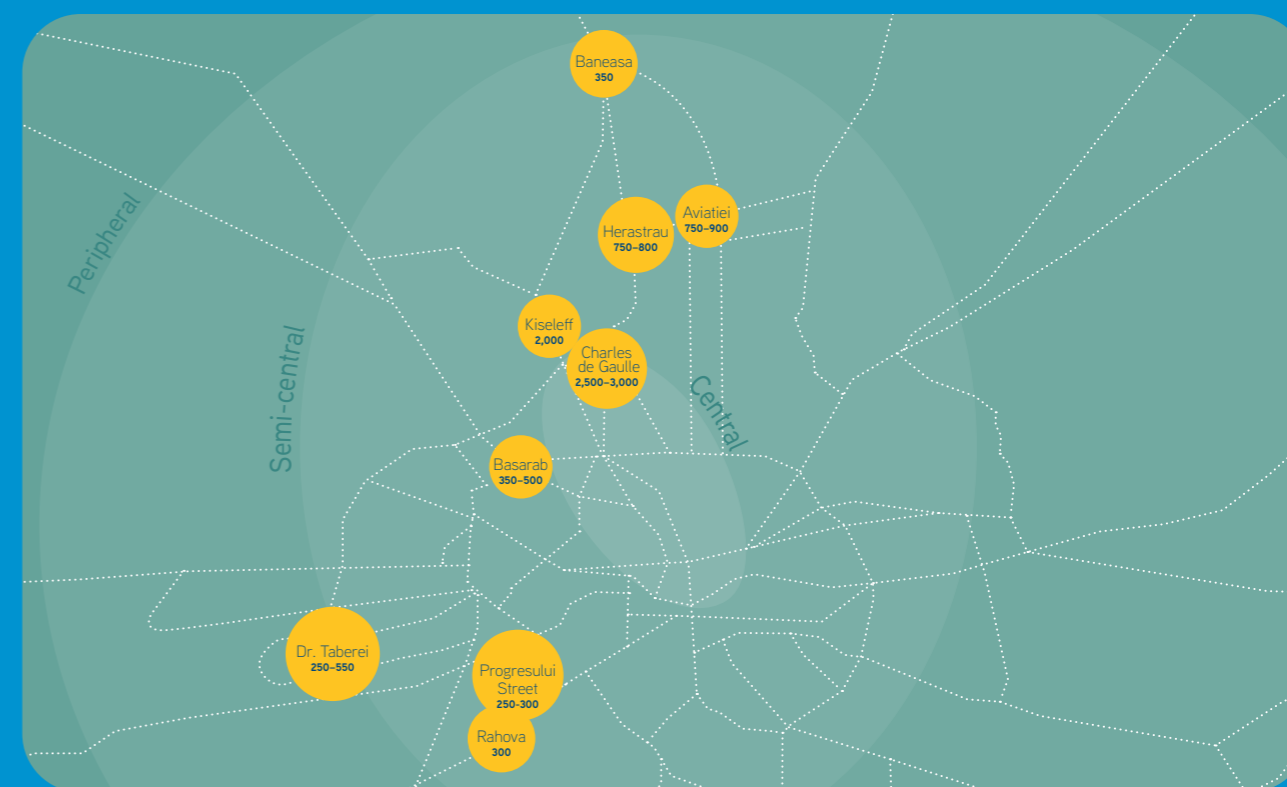 Baneasa
350
Peripheral
Aviatiei
750–900
Herastrau
750–800
Kiseleff
2,000
Semi-central
Charles
de Gaulle
2,500–3,000
Central
Basarab
350–500
Dr. Taberei
250–550
Progresului
Street
250-300
Rahova
300